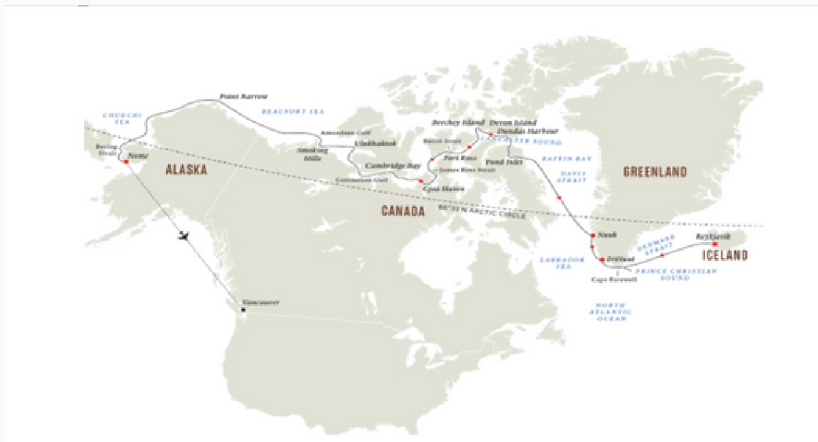 Point Barrow
BEAUFORT SEA
CHUKCHI
SEA
Beechey Island
Devon Island
Dundas Harbour
Amundsen Gulf
Ulukhaktok
LANCASTER SOUND
Bering
Strait
Nome
Smoking
Hills
Fort Ross
Pond Inlet
BAFFIN BAY
ALASKA
Cambridge Bay
James Ross Strait
DAVIS
STRAIT
GREENLAND
Coronation Gulf
Gjoa Haven
CANADA
66°33 N ARCTIC CIRCLE
Nuuk
Reykjavik
DENMARK
STRAIT
ICELAND
LABRADOR
SEA
Ivittuut
PRINCE CHRISTIAN
SOUND
Cape Farewell
Vancouver
NORTH
ATLANTIC
OCEAN